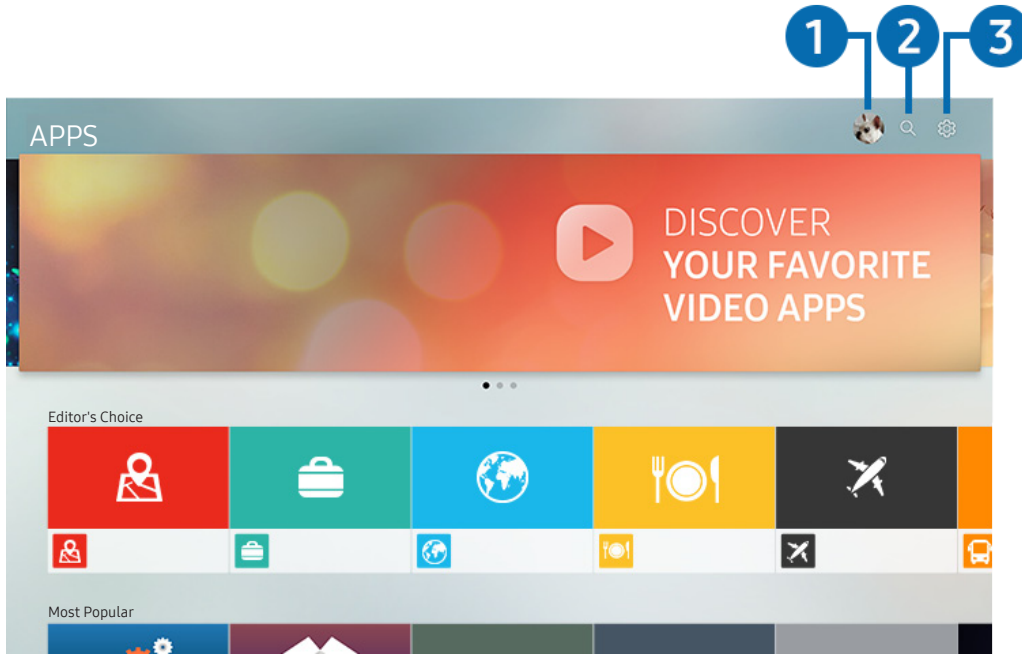 1 2 3
APPS
DISCOVER
YOUR FAVORITE
VIDEO APPS
Editor's Choice
Most Popular